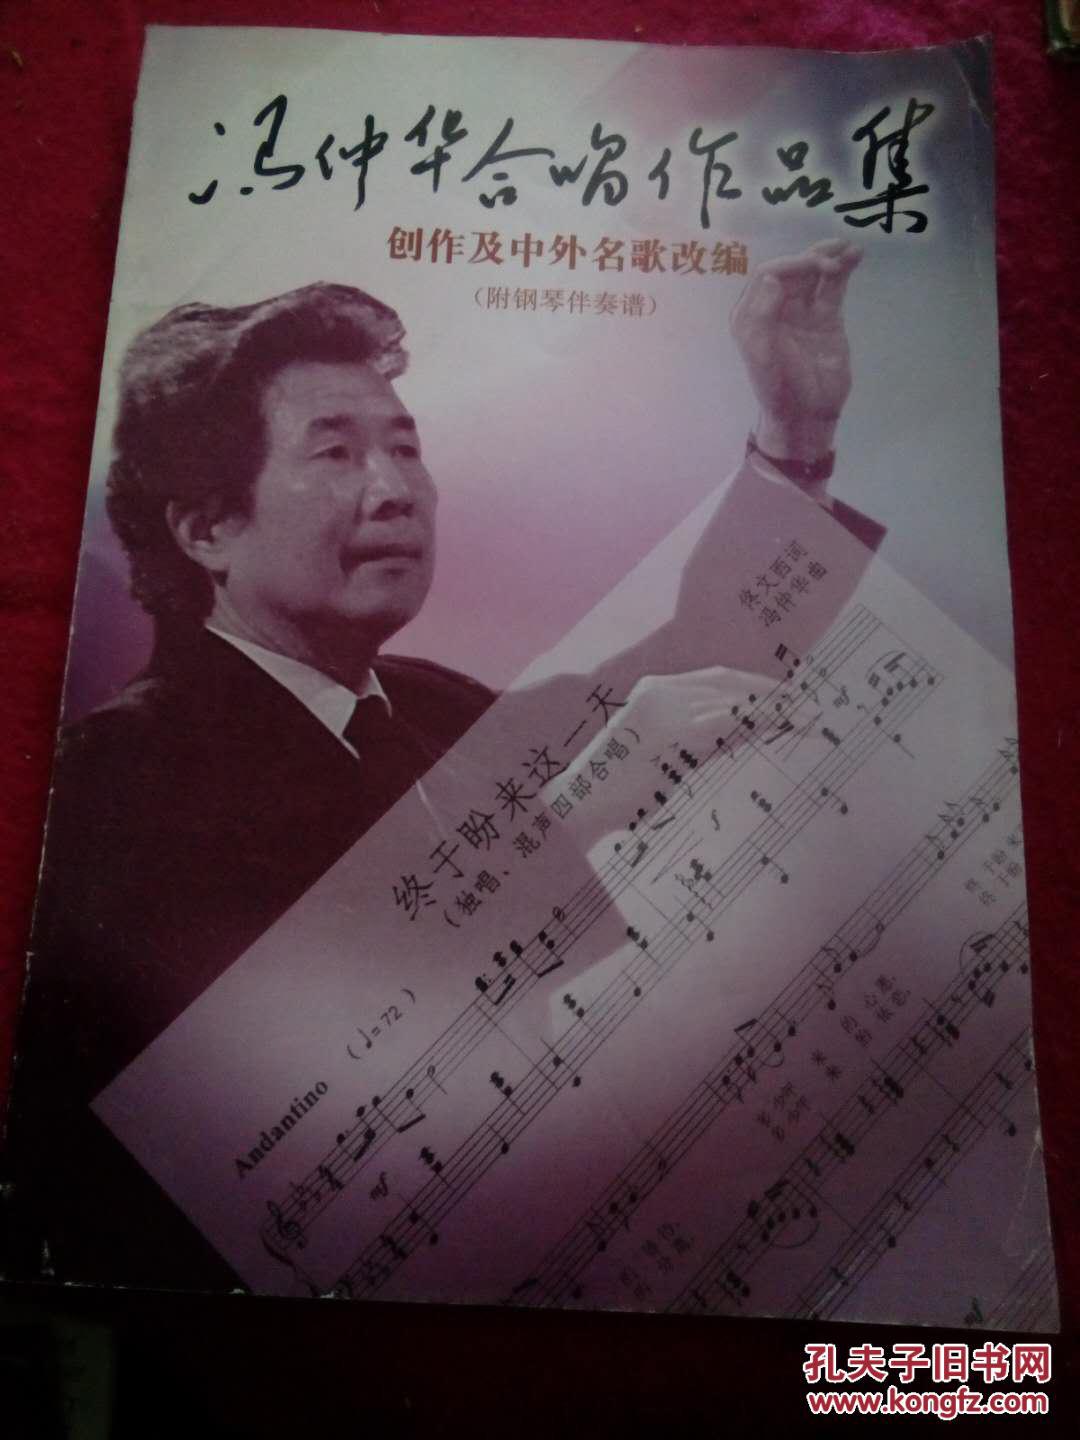 冯仲华合唱作品集
创作及中外名歌改编
（附钢琴伴奏谱）
佟文西词
冯仲华曲
终于盼来这一天
（独唱、混声四部合唱）
（♩=72）
Andantino
mf
mf
f
孔夫子旧书网
www.kongfz.com